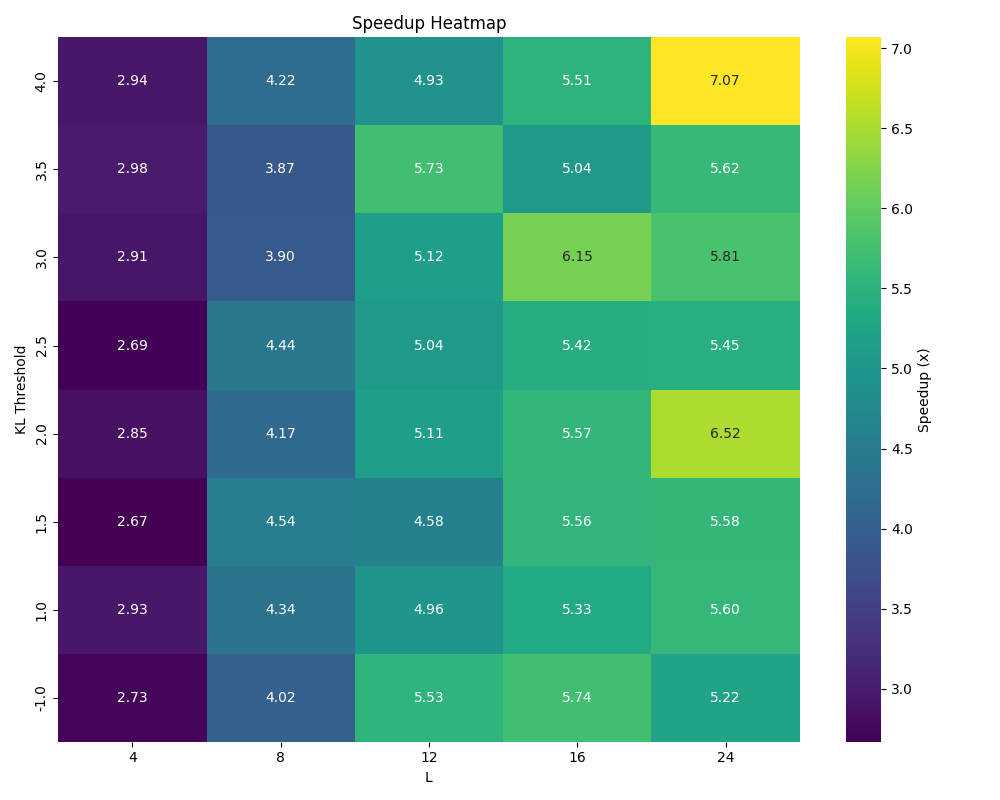 Speedup Heatmap
4.0 2.94 4.22 4.93 5.51 7.07
3.5 2.98 3.87 5.73 5.04 5.62
3.0 2.91 3.90 5.12 6.15 5.81
2.5 2.69 4.44 5.04 5.42 5.45
2.0 2.85 4.17 5.11 5.57 6.52
1.5 2.67 4.54 4.58 5.56 5.58
1.0 2.93 4.34 4.96 5.33 5.60
-1.0 2.73 4.02 5.53 5.74 5.22
4 8 12 16 24
L
KL Threshold
7.0
6.5
6.0
5.5
5.0
4.5
4.0
3.5
3.0
Speedup (x)